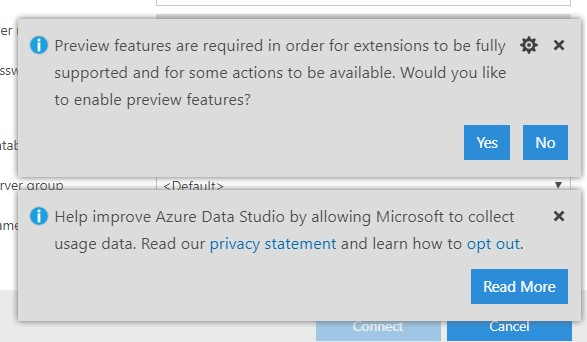 er
Preview features are required in order for extensions to be fully
supported and for some actions to be available. Would you like
to enable preview features?
ssw
Yes
No
tab
rver group
<Default>
Help improve Azure Data Studio by allowing Microsoft to collect
usage data. Read our privacy statement and learn how to opt out.
ame
Read More
Connect
Cancel